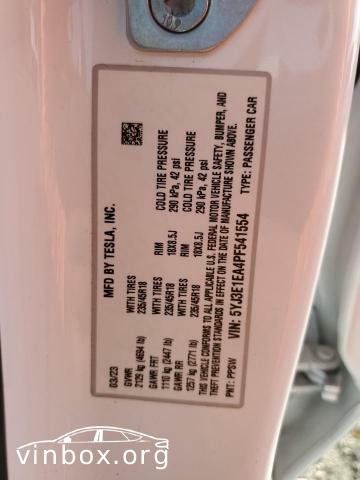 MFD BY TESLA, INC.
03/23
GVWR
2129 kg (4694 lb)
GAWR FRT
1110 kg (2447 lb)
WITH TIRES
235/45R18
RIM
18X8.5J
COLD TIRE PRESSURE
290 kPa, 42 psi
GAWR RR
1257 kg (2771 lb)
WITH TIRES
235/45R18
RIM
18X8.5J
COLD TIRE PRESSURE
290 kPa, 42 psi
THIS VEHICLE CONFORMS TO ALL APPLICABLE U.S. FEDERAL MOTOR VEHICLE SAFETY, BUMPER, AND
THEFT PREVENTION STANDARDS IN EFFECT ON THE DATE OF MANUFACTURE SHOWN ABOVE.
VIN: 5YJ3E1EA4PF541554
TYPE: PASSENGER CAR
PNT: PPSW
vinbox.org